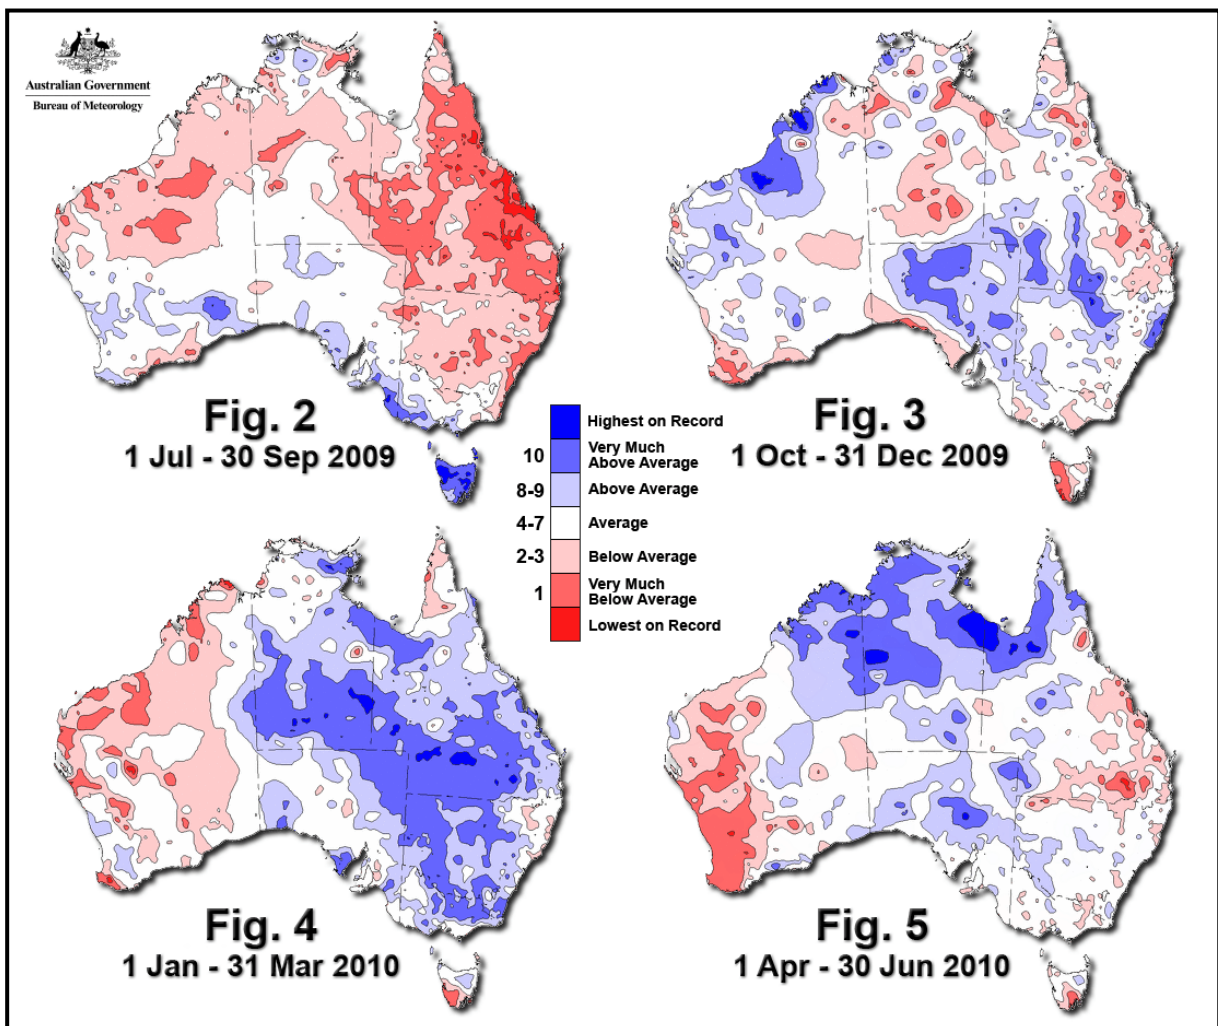 Australian Government
Bureau of Meteorology
Fig. 2
1 Jul - 30 Sep 2009
Fig. 3
1 Oct - 31 Dec 2009
Highest on Record
10 Very Much
Above Average
8-9 Above Average
4-7 Average
2-3 Below Average
1 Very Much
Below Average
Lowest on Record
Fig. 4
1 Jan - 31 Mar 2010
Fig. 5
1 Apr - 30 Jun 2010